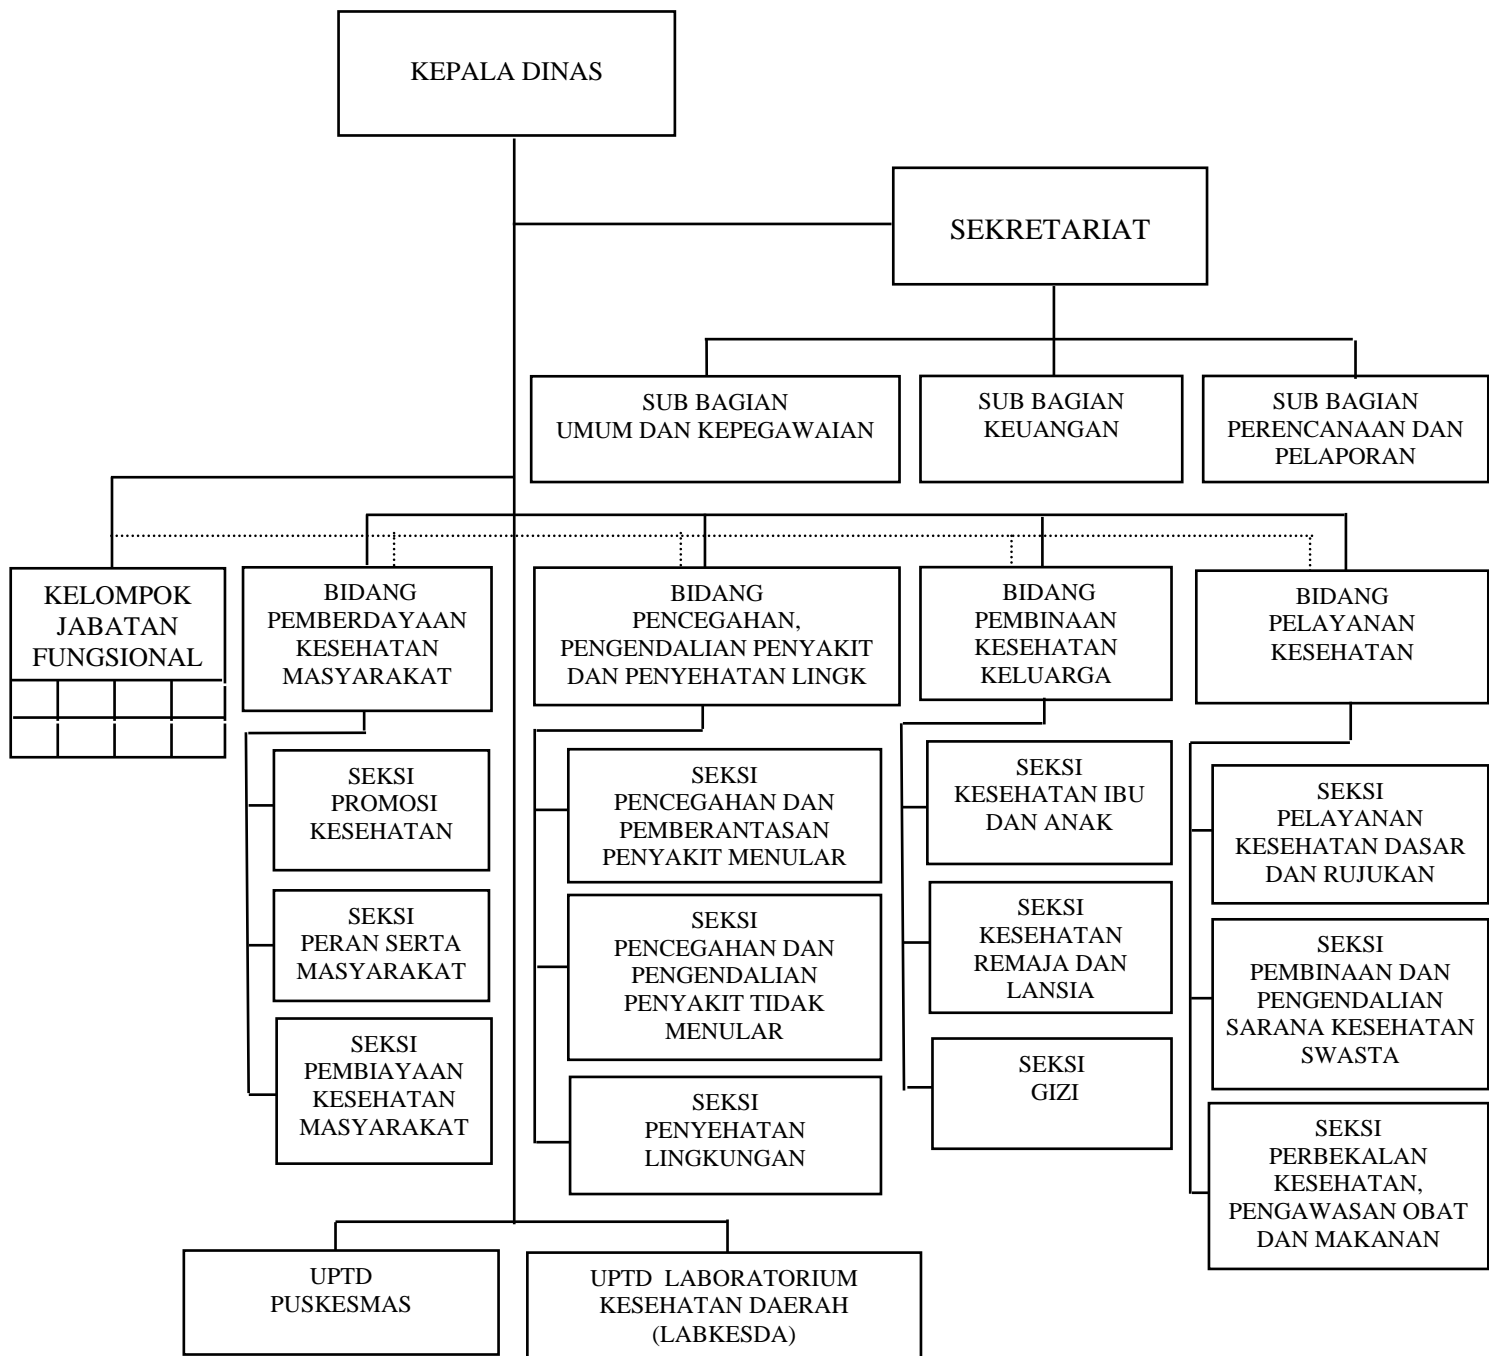 KEPALA DINAS
SEKRETARIAT
SUB BAGIAN
UMUM DAN KEPEGAWAIAN
SUB BAGIAN
KEUANGAN
SUB BAGIAN
PERENCANAAN DAN
PELAPORAN
KELOMPOK
JABATAN
FUNGSIONAL
BIDANG
PEMBERDAYAAN
KESEHATAN
MASYARAKAT
BIDANG
PENCEGAHAN,
PENGENDALIAN PENYAKIT
DAN PENYEHATAN LINGK
BIDANG
PEMBINAAN
KESEHATAN
KELUARGA
BIDANG
PELAYANAN
KESEHATAN
SEKSI
PROMOSI
KESEHATAN
SEKSI
PERAN SERTA
MASYARAKAT
SEKSI
PEMBIAYAAN
KESEHATAN
MASYARAKAT
SEKSI
PENCEGAHAN DAN
PEMBERANTASAN
PENYAKIT MENULAR
SEKSI
PENCEGAHAN DAN
PENGENDALIAN
PENYAKIT TIDAK
MENULAR
SEKSI
PENYEHATAN
LINGKUNGAN
SEKSI
KESEHATAN IBU
DAN ANAK
SEKSI
KESEHATAN
REMAJA DAN
LANSIA
SEKSI
GIZI
SEKSI
PELAYANAN
KESEHATAN DASAR
DAN RUJUKAN
SEKSI
PEMBINAAN DAN
PENGENDALIAN
SARANA KESEHATAN
SWASTA
SEKSI
PERBEKALAN
KESEHATAN,
PENGAWASAN OBAT
DAN MAKANAN
UPTD
PUSKESMAS
UPTD LABORATORIUM
KESEHATAN DAERAH
(LABKESDA)